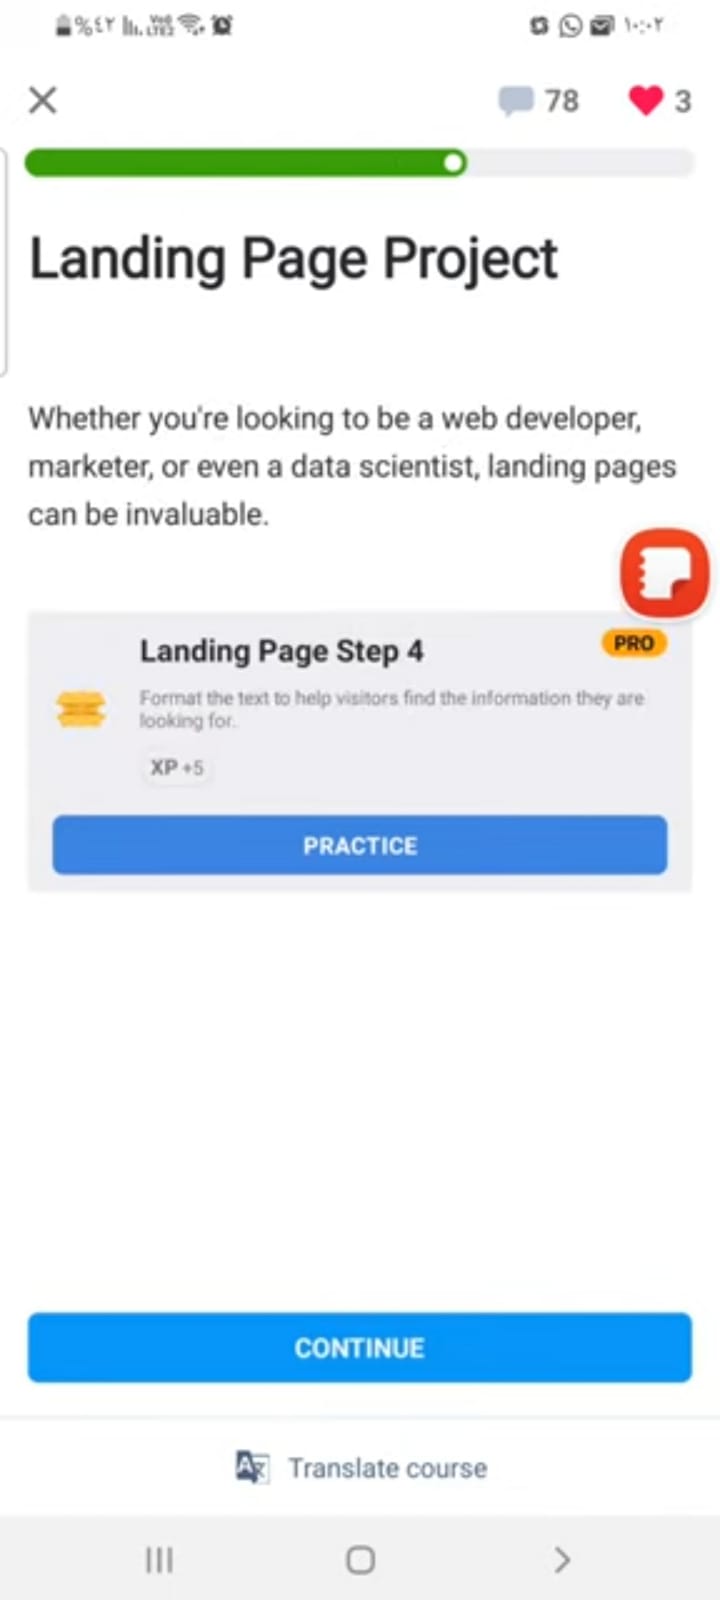 %٤٢ Vo) LTE2 ١٠:٠٢
78 3
Landing Page Project
Whether you're looking to be a web developer,
marketer, or even a data scientist, landing pages
can be invaluable.
Landing Page Step 4
PRO
Format the text to help visitors find the information they are
looking for.
XP +5
PRACTICE
CONTINUE
Translate course